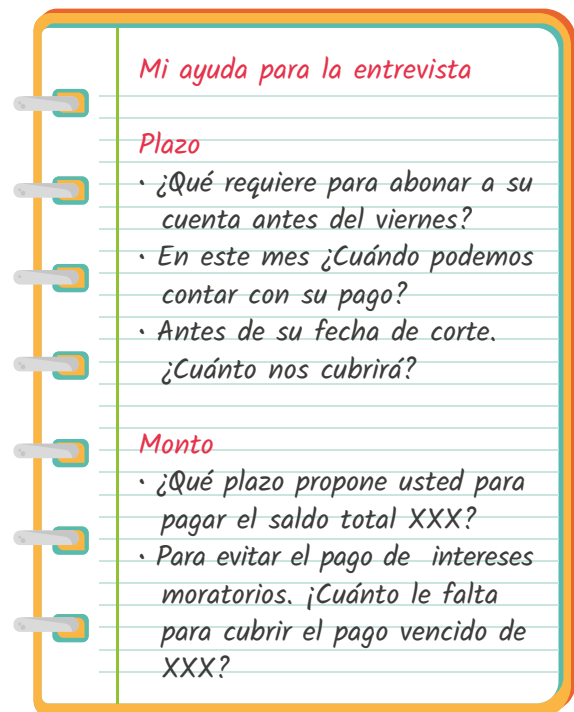 Mi ayuda para la entrevista
Plazo
· ¿Qué requiere para abonar a su
cuenta antes del viernes?
· En este mes ¿Cuándo podemos
contar con su pago?
· Antes de su fecha de corte.
¿Cuánto nos cubrirá?
Monto
· ¿Qué plazo propone usted para
pagar el saldo total XXX?
· Para evitar el pago de intereses
moratorios. ¡Cuánto le falta
para cubrir el pago vencido de
XXX?